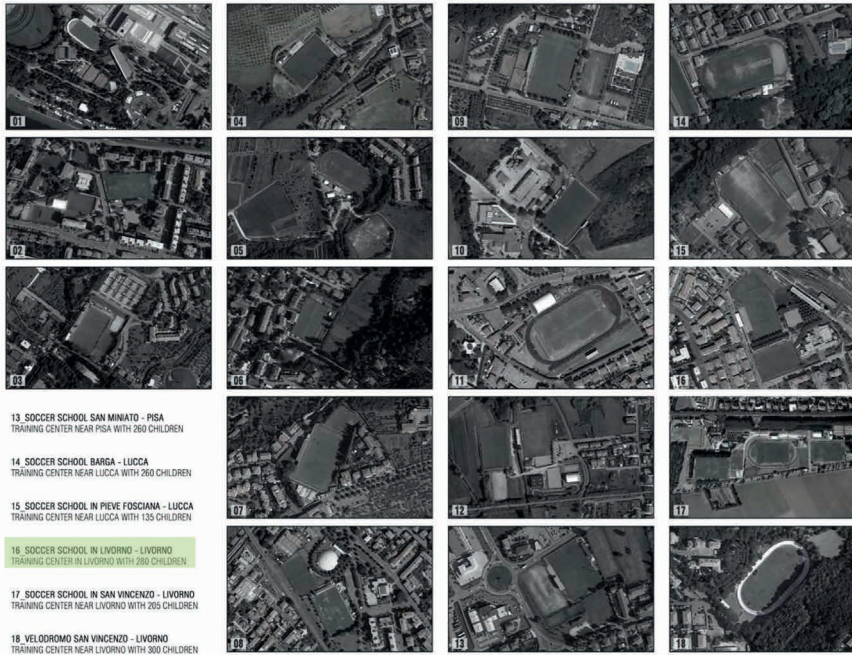 01
04
09
14
02
05
10
15
03
06
11
16
13_SOCCER SCHOOL SAN MINIATO - PISA
TRAINING CENTER NEAR PISA WITH 260 CHILDREN
14_SOCCER SCHOOL BARGA - LUCCA
TRAINING CENTER NEAR LUCCA WITH 260 CHILDREN
15_SOCCER SCHOOL IN PIEVE FOSCIANA - LUCCA
TRAINING CENTER NEAR LUCCA WITH 135 CHILDREN
16_SOCCER SCHOOL IN LIVORNO - LIVORNO
TRAINING CENTER IN LIVORNO WITH 280 CHILDREN
17_SOCCER SCHOOL IN SAN VINCENZO - LIVORNO
TRAINING CENTER NEAR LIVORNO WITH 205 CHILDREN
18_VELODROMO SAN VINCENZO - LIVORNO
TRAINING CENTER NEAR LIVORNO WITH 300 CHILDREN
07
12
17
08
13
18